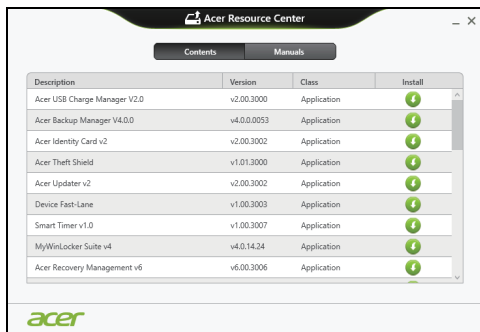 Acer Resource Center
Contents Manuals
Description Version Class Install
Acer USB Charge Manager V2.0 v2.00.3000 Application
Acer Backup Manager V4.0.0 v4.0.0.0053 Application
Acer Identity Card v2 v2.00.3002 Application
Acer Theft Shield v1.01.3000 Application
Acer Updater v2 v2.00.3002 Application
Device Fast-Lane v1.00.3003 Application
Smart Timer v1.0 v1.00.3007 Application
MyWinLocker Suite v4 v4.0.14.24 Application
Acer Recovery Management v6 v6.00.3006 Application
acer